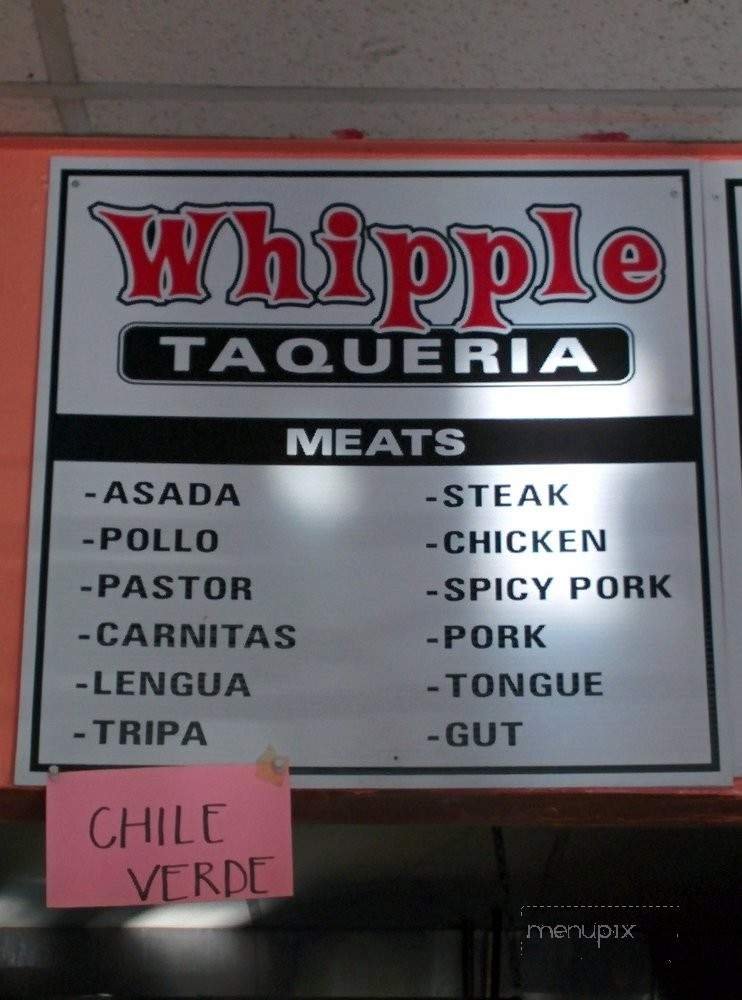 Whipple
TAQUERIA
MEATS
-ASADA -STEAK
-POLLO -CHICKEN
-PASTOR -SPICY PORK
-CARNITAS -PORK
-LENGUA -TONGUE
-TRIPA -GUT
CHILE
VERDE
menupix